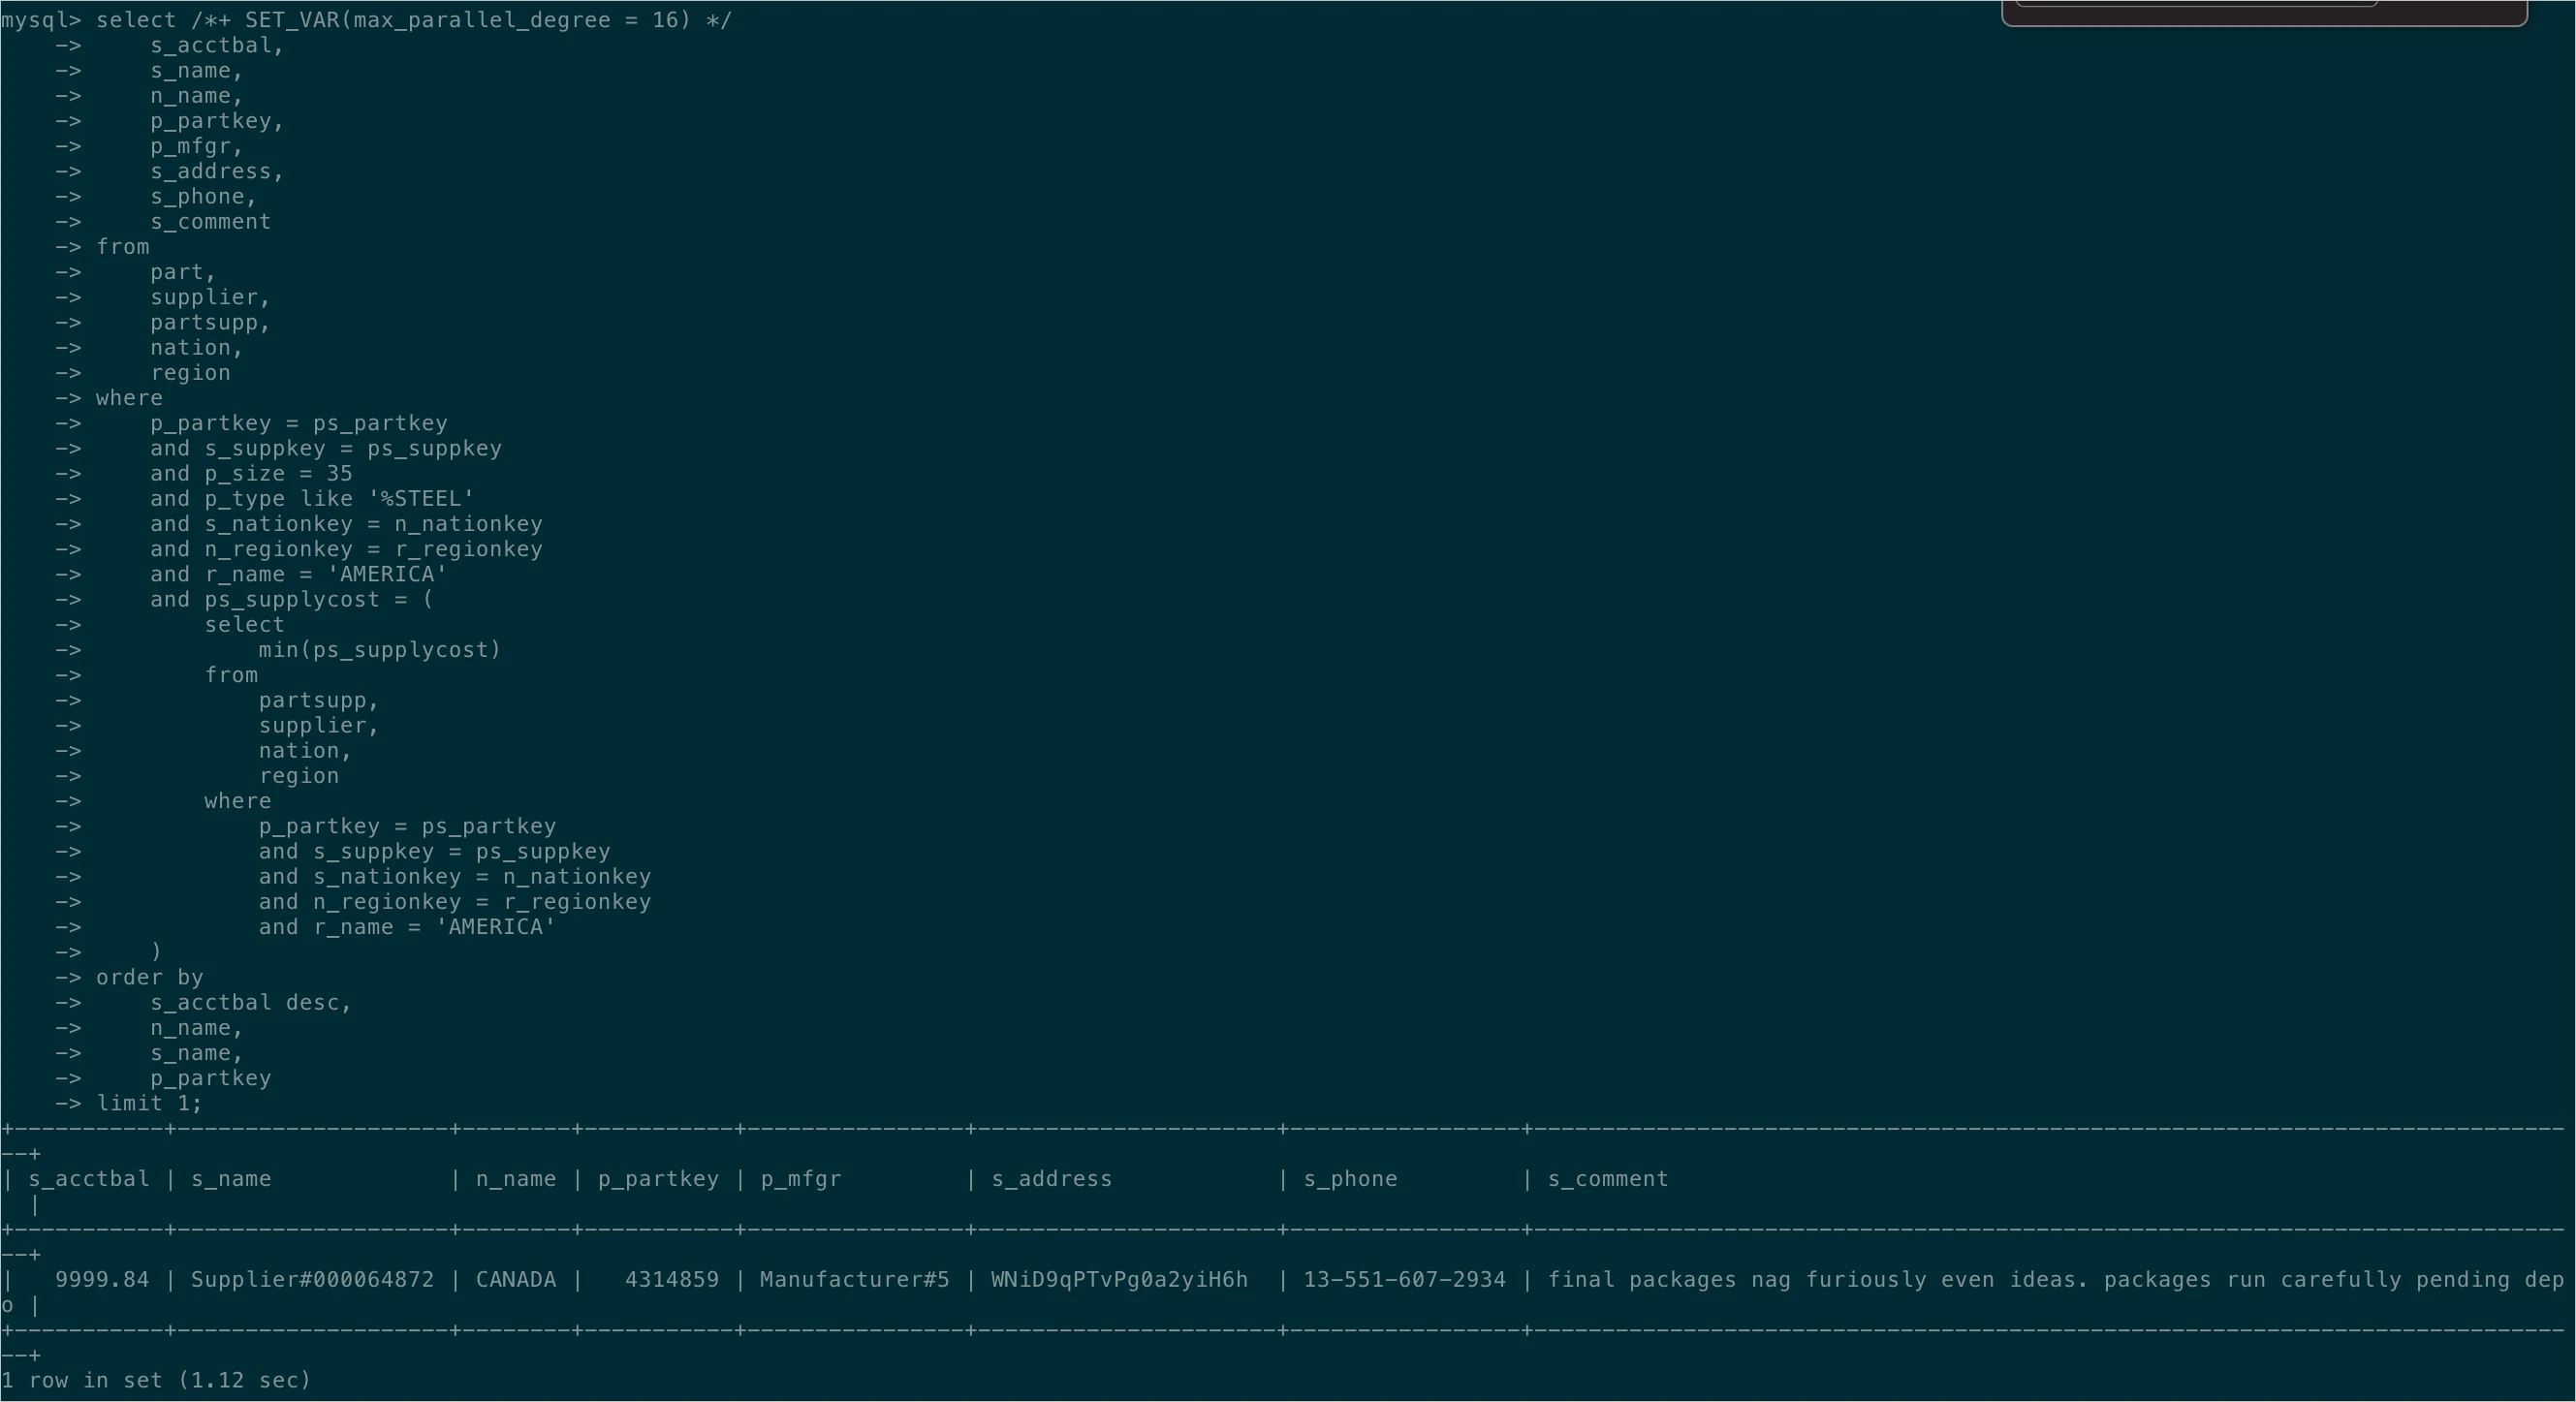 mysql> select /*+ SET_VAR(max_parallel_degree = 16) */
    ->     s_acctbal,
    ->     s_name,
    ->     n_name,
    ->     p_partkey,
    ->     p_mfgr,
    ->     s_address,
    ->     s_phone,
    ->     s_comment
    -> from
    ->     part,
    ->     supplier,
    ->     partsupp,
    ->     nation,
    ->     region
    -> where
    ->     p_partkey = ps_partkey
    ->     and s_suppkey = ps_suppkey
    ->     and p_size = 35
    ->     and p_type like '%STEEL'
    ->     and s_nationkey = n_nationkey
    ->     and n_regionkey = r_regionkey
    ->     and r_name = 'AMERICA'
    ->     and ps_supplycost = (
    ->         select
    ->             min(ps_supplycost)
    ->         from
    ->             partsupp,
    ->             supplier,
    ->             nation,
    ->             region
    ->         where
    ->             p_partkey = ps_partkey
    ->             and s_suppkey = ps_suppkey
    ->             and s_nationkey = n_nationkey
    ->             and n_regionkey = r_regionkey
    ->             and r_name = 'AMERICA'
    ->     )
    -> order by
    ->     s_acctbal desc,
    ->     n_name,
    ->     s_name,
    ->     p_partkey
    -> limit 1;
+-----------+--------------------+--------+-----------+----------------+----------------------+-----------------+----------------------------------------------------------------------------
--+
| s_acctbal | s_name             | n_name | p_partkey | p_mfgr         | s_address            | s_phone         | s_comment
  |
+-----------+--------------------+--------+-----------+----------------+----------------------+-----------------+----------------------------------------------------------------------------
--+
|   9999.84 | Supplier#000064872 | CANADA |   4314859 | Manufacturer#5 | WNiD9qPTvPg0a2yiH6h  | 13-551-607-2934 | final packages nag furiously even ideas. packages run carefully pending dep
o |
+-----------+--------------------+--------+-----------+----------------+----------------------+-----------------+----------------------------------------------------------------------------
--+
1 row in set (1.12 sec)